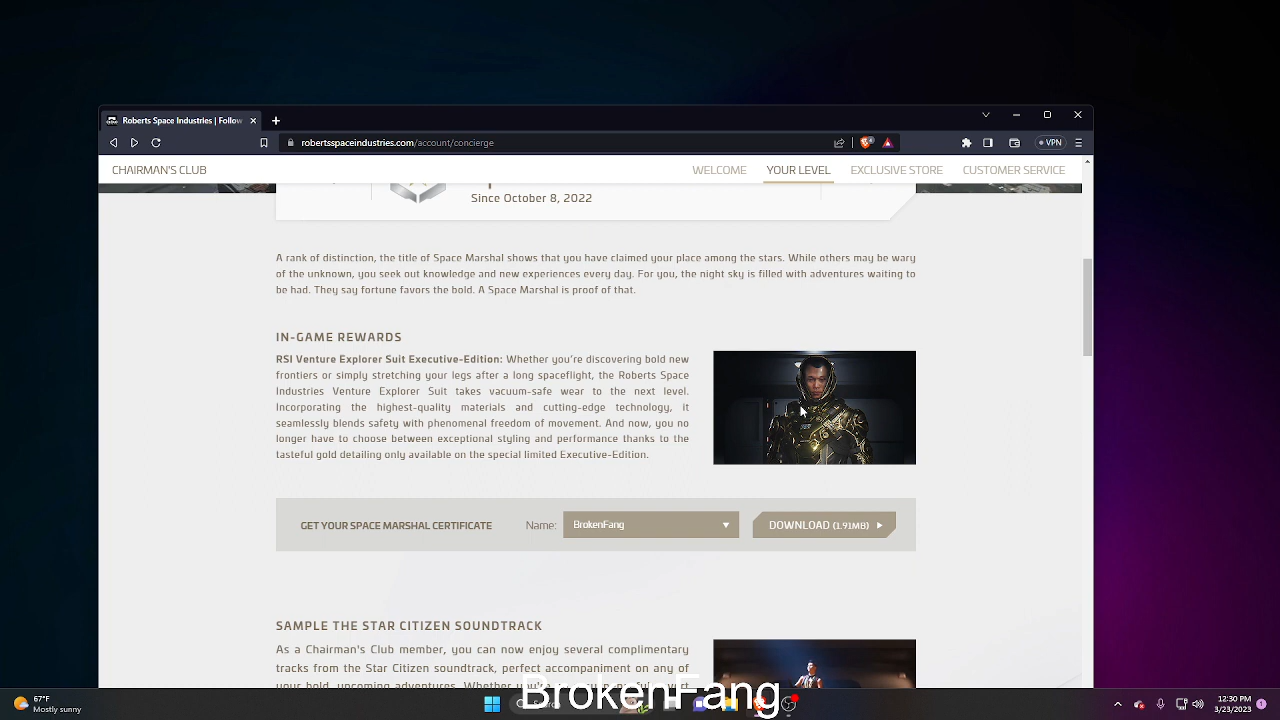 Roberts Space Industries | Follow
robertsspaceindustries.com/account/concierge
VPN
CHAIRMAN'S CLUB
WELCOME
YOUR LEVEL
EXCLUSIVE STORE
CUSTOMER SERVICE
Since October 8, 2022
A rank of distinction, the title of Space Marshal shows that you have claimed your place among the stars. While others may be wary
of the unknown, you seek out knowledge and new experiences every day. For you, the night sky is filled with adventures waiting to
be had. They say fortune favors the bold. A Space Marshal is proof of that.
IN-GAME REWARDS
RSI Venture Explorer Suit Executive-Edition: Whether you're discovering bold new
frontiers or simply stretching your legs after a long spaceflight, the Roberts Space
Industries Venture Explorer Suit takes vacuum-safe wear to the next level.
Incorporating the highest-quality materials and cutting-edge technology, it
seamlessly blends safety with phenomenal freedom of movement. And now, you no
longer have to choose between exceptional styling and performance thanks to the
tasteful gold detailing only available on the special limited Executive-Edition.
GET YOUR SPACE MARSHAL CERTIFICATE
Name:
BrokenFang
DOWNLOAD (1.91MB)
SAMPLE THE STAR CITIZEN SOUNDTRACK
As a Chairman's Club member, you can now enjoy several complimentary
tracks from the Star Citizen soundtrack, perfect accompaniment on any of
your bold, upcoming adventures. Whether
BrokenFang
67°F
Mostly sunny
12:30 PM
3/23/2023